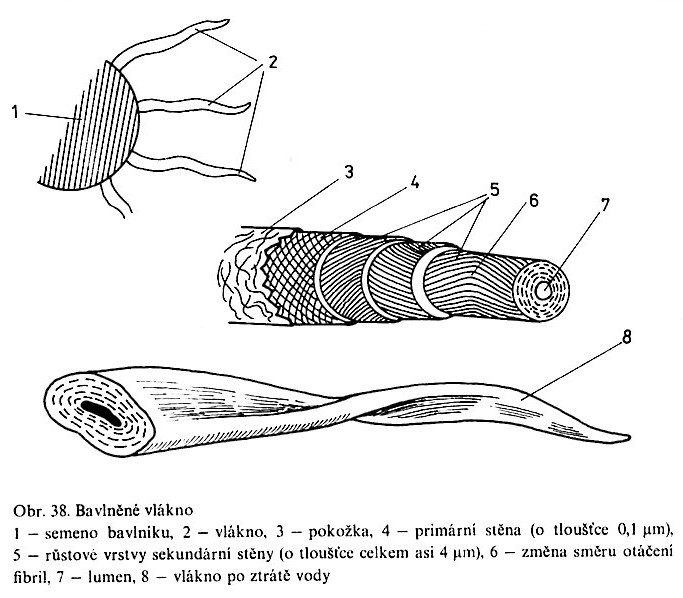 1
2
3
4
5
6
7
8
Obr. 38. Bavlněné vlákno
1 – semeno bavlníku, 2 – vlákno, 3 – pokožka, 4 – primární stěna (o tloušťce 0,1 μm),
5 – růstové vrstvy sekundární stěny (o tloušťce celkem asi 4 μm), 6 – změna směru otáčení
fibril, 7 – lumen, 8 – vlákno po ztrátě vody